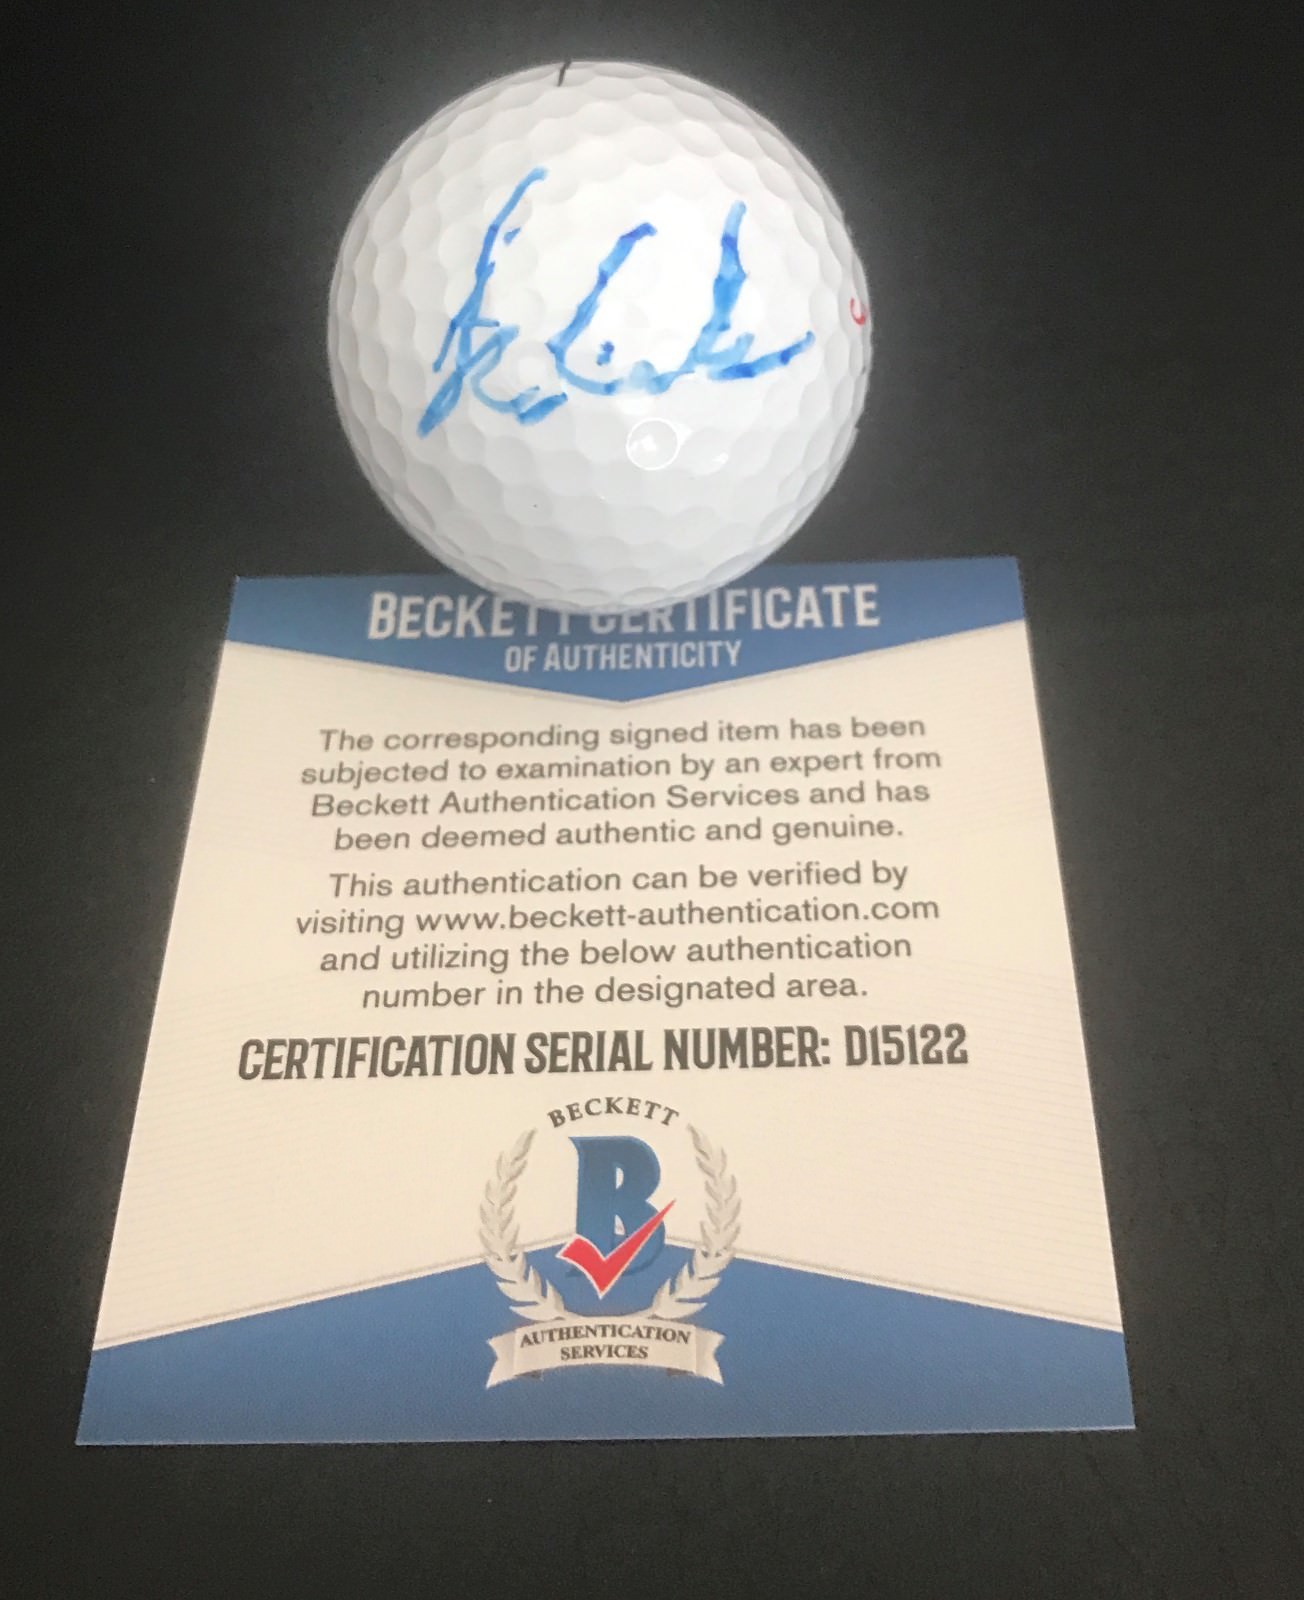 BECKETT CERTIFICATE
OF AUTHENTICITY
The corresponding signed item has been
subjected to examination by an expert from
Beckett Authentication Services and has
been deemed authentic and genuine.
This authentication can be verified by
visiting www.beckett-authentication.com
and utilizing the below authentication
number in the designated area.
CERTIFICATION SERIAL NUMBER: D15122
BECKETT
B
AUTHENTICATION
SERVICES